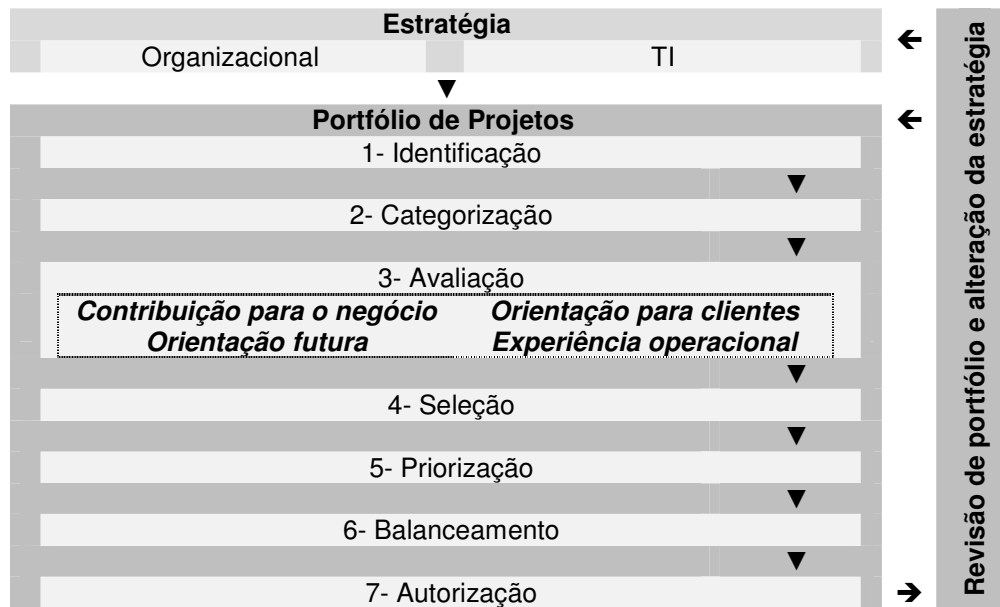 Estratégia
Organizacional TI
Portfólio de Projetos
1- Identificação
2- Categorização
3- Avaliação
Contribuição para o negócio Orientação para clientes
Orientação futura Experiência operacional
4- Seleção
5- Priorização
6- Balanceamento
7- Autorização
Revisão de portfólio e alteração da estratégia